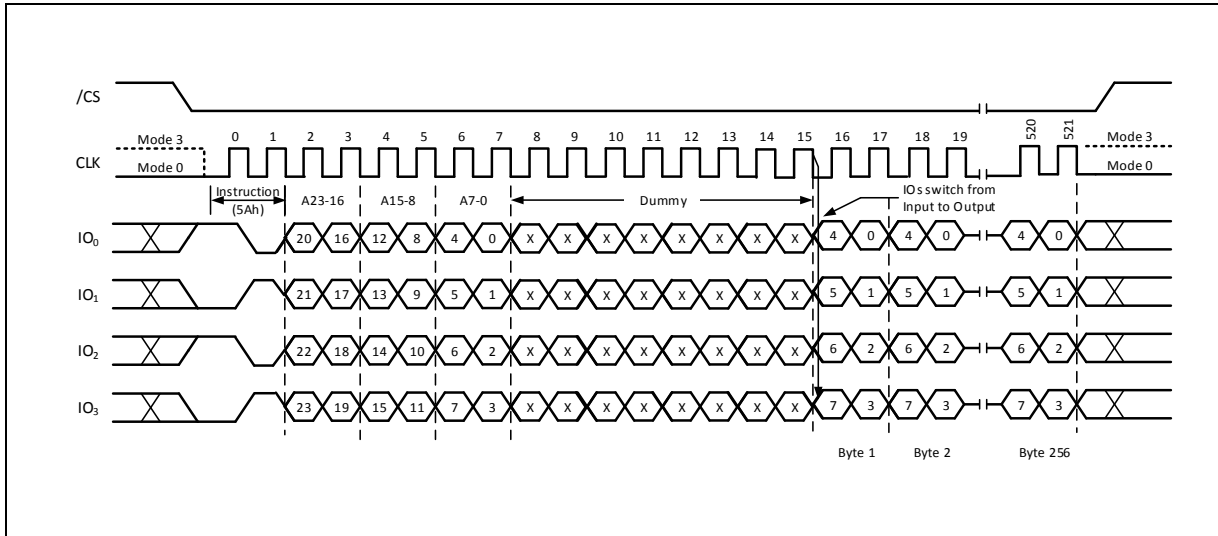 /CS
0 1 2 3 4 5 6 7 8 9 10 11 12 13 14 15 16 17 18 19 520 521
Mode 3 Mode 3
CLK
Mode 0 Mode 0
Instruction (5Ah) A23-16 A15-8 A7-0 Dummy IOs switch from Input to Output
IO0 20 16 12 8 4 0 X X X X X X X X 4 0 4 0 4 0
IO1 21 17 13 9 5 1 X X X X X X X X 5 1 5 1 5 1
IO2 22 18 14 10 6 2 X X X X X X X X 6 2 6 2 6 2
IO3 23 19 15 11 7 3 X X X X X X X X 7 3 7 3 7 3
Byte 1 Byte 2 Byte 256